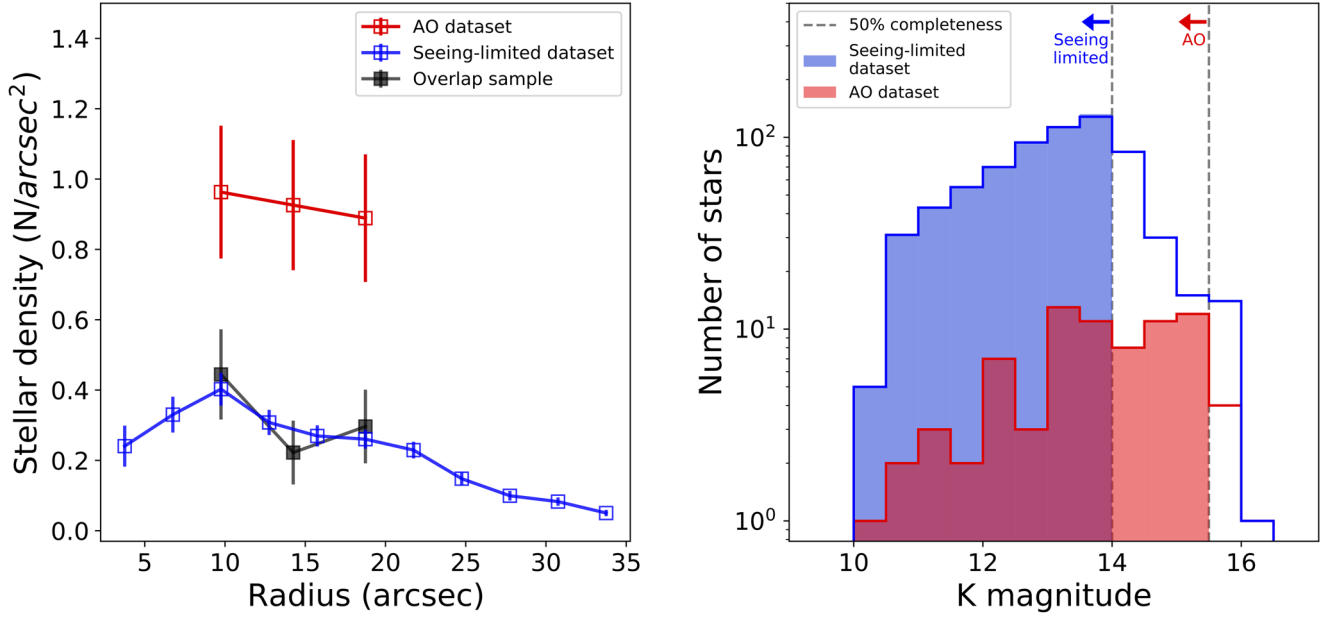 AO dataset
Seeing-limited dataset
Overlap sample
Stellar density (N/arcsec²)
1.4
1.2
1.0
0.8
0.6
0.4
0.2
0.0
5 10 15 20 25 30 35
Radius (arcsec)
50% completeness
Seeing-limited
dataset
AO dataset
Seeing
limited
AO
Number of stars
10²
10¹
10⁰
10 12 14 16
K magnitude